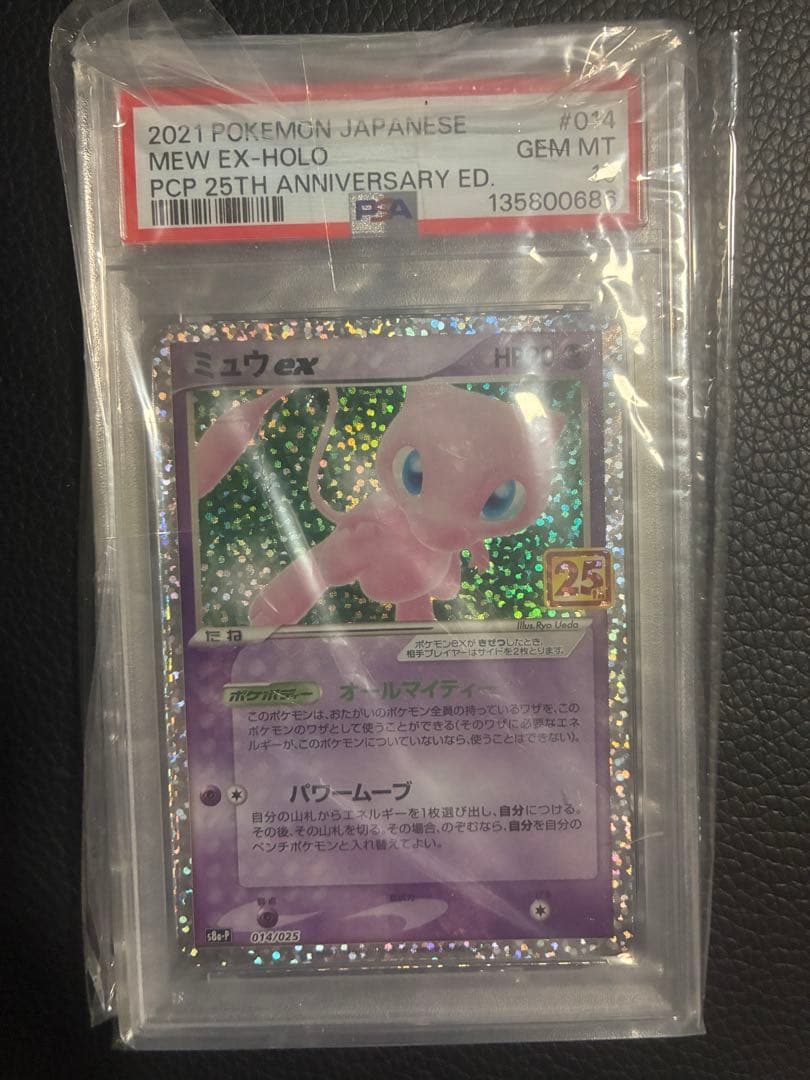 2021 POKEMON JAPANESE #014
MEW EX-HOLO GEM MT
PCP 25TH ANNIVERSARY ED.
PSA 135800686
ミュウex HP90
25
たね
Illus. Ryo Ueda
ポケモンexがきぜつしたとき、
相手プレイヤーはサイドを2枚とります。
ポケボディー オールマイティー
このポケモンは、おたがいのポケモン全員の持っているワザを、この
ポケモンのワザとして使うことができる(そのワザに必要なエネ
ルギーが、このポケモンについていないなら、使うことはできない)。
パワームーブ
自分の山札からエネルギーを1枚選び出し、自分につける。
その後、その山札を切る。その場合、のぞむなら、自分を自分の
ベンチポケモンと入れ替えてよい。
s8a-P 014/025